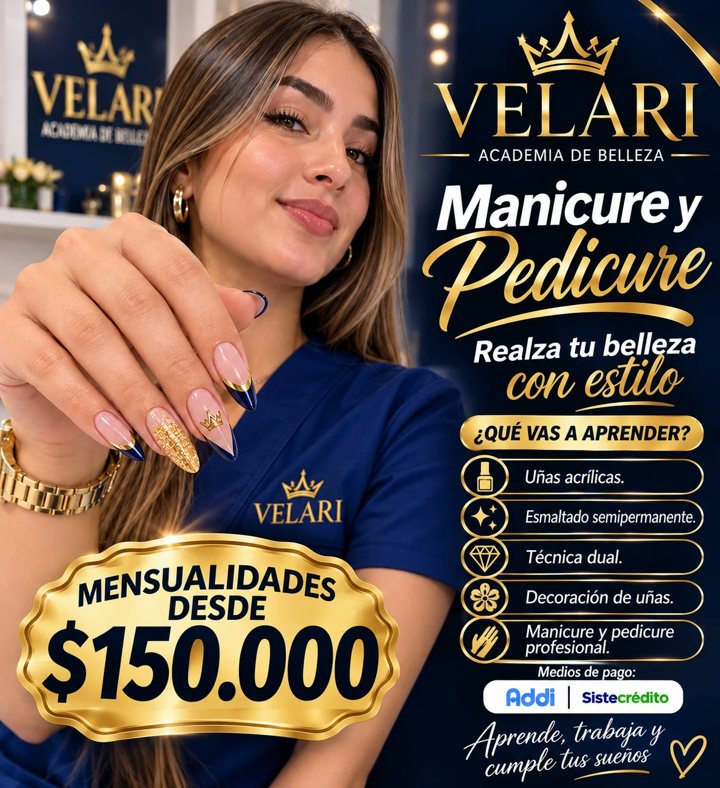 VELARI
ACADEMIA DE BELLEZA
VELAR
ACADEMIA DE BELLEZ
Manicure y
Pedicure
Realza tu belleza
con estilo
¿QUÉ VAS A APRENDER?
Uñas acrílicas.
Esmaltado semipermanente.
Técnica dual.
Decoración de uñas.
Manicure y pedicure
profesional.
Medios de pago:
Addi | Sistecrédito
Aprende, trabaja y
cumple tus sueños
VELARI
MENSUALIDADES
DESDE
$150.000